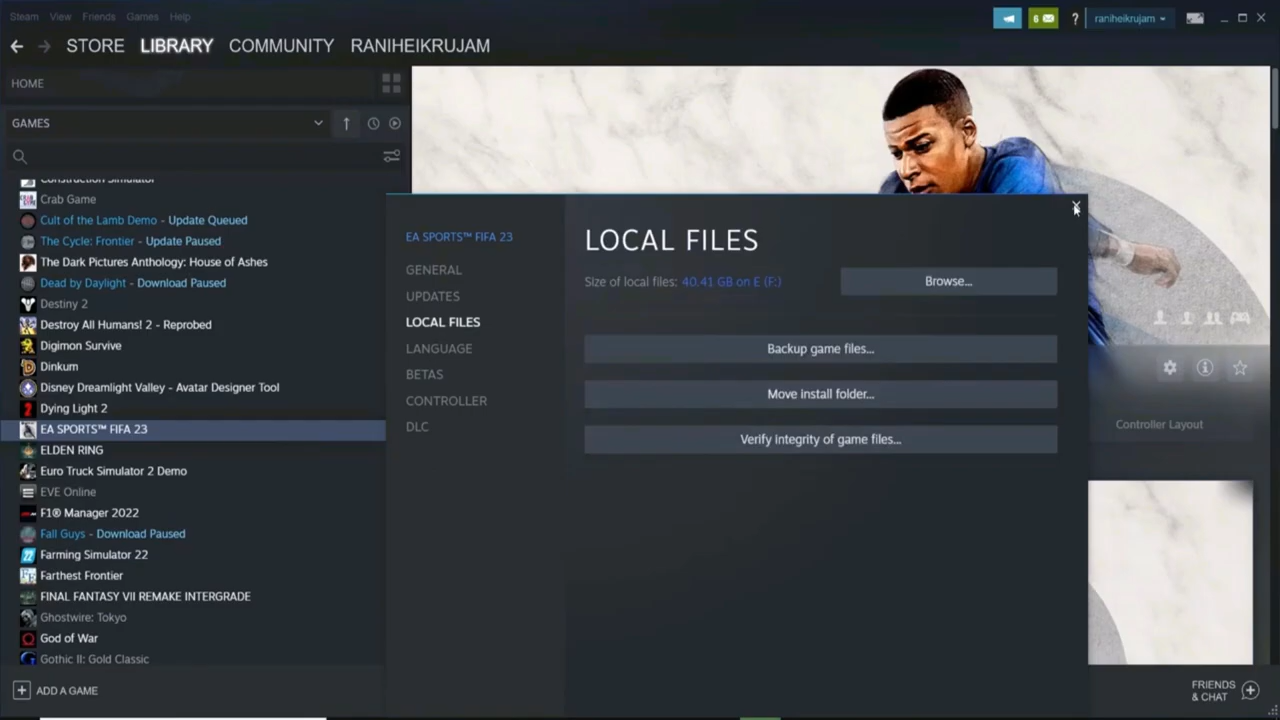 Steam View Friends Games Help
6 ? raniheikrujam
STORE LIBRARY COMMUNITY RANIHEIKRUJAM
HOME
GAMES
Construction Simulator
Crab Game
Cult of the Lamb Demo - Update Queued
The Cycle: Frontier - Update Paused
The Dark Pictures Anthology: House of Ashes
Dead by Daylight - Download Paused
Destiny 2
Destroy All Humans! 2 - Reprobed
Digimon Survive
Dinkum
Disney Dreamlight Valley - Avatar Designer Tool
Dying Light 2
EA SPORTS™ FIFA 23
ELDEN RING
Euro Truck Simulator 2 Demo
EVE Online
F1® Manager 2022
Fall Guys - Download Paused
Farming Simulator 22
Farthest Frontier
FINAL FANTASY VII REMAKE INTERGRADE
Ghostwire: Tokyo
God of War
Gothic II: Gold Classic
ADD A GAME
EA SPORTS™ FIFA 23
GENERAL
UPDATES
LOCAL FILES
LANGUAGE
BETAS
CONTROLLER
DLC
LOCAL FILES
Size of local files: 40.41 GB on E (F:)
Browse...
Backup game files...
Move install folder...
Verify integrity of game files...
Controller Layout
FRIENDS
& CHAT